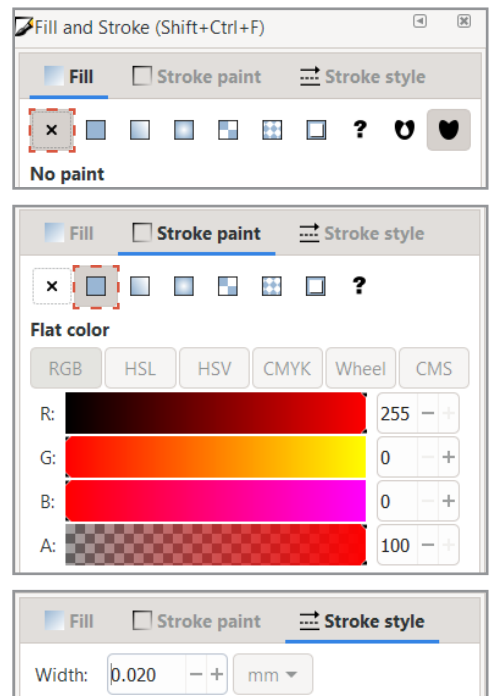 Fill and Stroke (Shift+Ctrl+F)
Fill Stroke paint Stroke style
No paint
Fill Stroke paint Stroke style
Flat color
RGB HSL HSV CMYK Wheel CMS
R: 255
G: 0
B: 0
A: 100
Fill Stroke paint Stroke style
Width: 0.020 mm